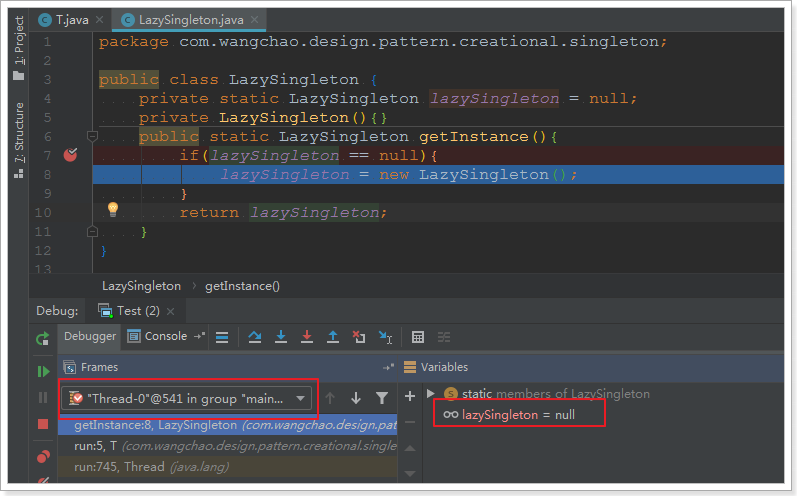 T.java
LazySingleton.java
1: Project
7: Structure
1 package com.wangchao.design.pattern.creational.singleton;
2
3 public class LazySingleton {
4 private static LazySingleton lazySingleton = null;
5 private LazySingleton(){}
6 public static LazySingleton getInstance(){
7 if(lazySingleton == null){
8 lazySingleton = new LazySingleton();
9 }
10 return lazySingleton;
11 }
12 }
13
LazySingleton › getInstance()
Debug: Test (2)
Debugger Console
Frames
Variables
"Thread-0"@541 in group "main...
static members of LazySingleton
lazySingleton = null
getInstance:8, LazySingleton (com.wangchao.design.pat
run:5, T (com.wangchao.design.pattern.creational.single
run:745, Thread (java.lang)